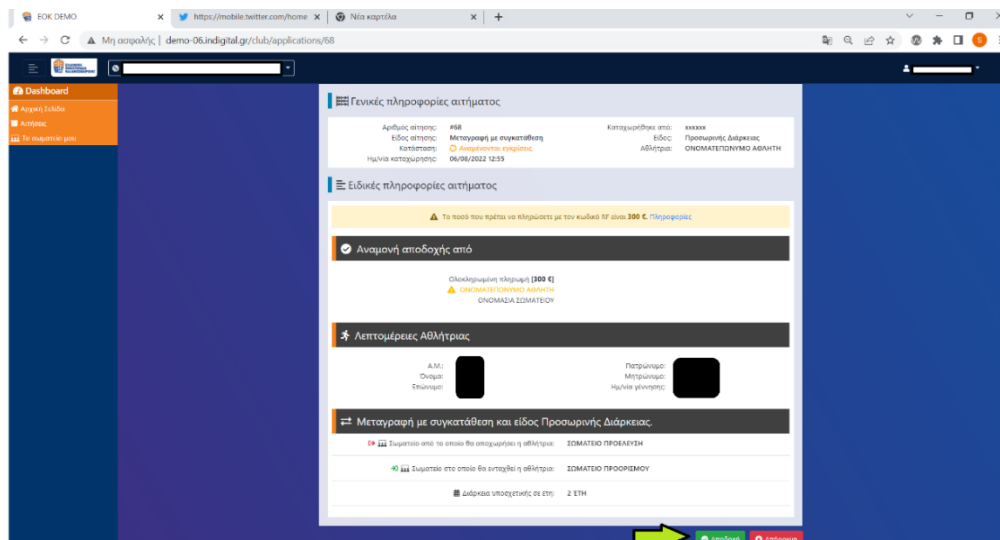 EOK DEMO
https://mobile.twitter.com/home
Νέα καρτέλα
Μη ασφαλής | demo-06.indigital.gr/club/applications/68
Dashboard
Αρχική Σελίδα
Αιτήσεις
Το σωματείο μου
Γενικές πληροφορίες αιτήματος
Αριθμός αίτησης: #68
Καταχωρήθηκε από: xxxxxx
Είδος αίτησης: Μεταγραφή με συγκατάθεση
Είδος: Προσωρινής Διάρκειας
Κατάσταση: Αναμένονται εγκρίσεις
Αθλήτρια: ΟΝΟΜΑΤΕΠΩΝΥΜΟ ΑΘΛΗΤΗ
Ημ/νία καταχώρησης: 06/08/2022 12:55
Ειδικές πληροφορίες αιτήματος
Το ποσό που πρέπει να πληρώσετε με τον κωδικό RF είναι 300 €. Πληροφορίες
Αναμονή αποδοχής από
Ολοκληρωμένη πληρωμή (300 €)
ΟΝΟΜΑΤΕΠΩΝΥΜΟ ΑΘΛΗΤΗ
ΟΝΟΜΑΣΙΑ ΣΩΜΑΤΕΙΟΥ
Λεπτομέρειες Αθλήτριας
Α.Μ.:
Πατρώνυμο:
Όνομα:
Μητρώνυμο:
Επώνυμο:
Ημ/νία γέννησης:
Μεταγραφή με συγκατάθεση και είδος Προσωρινής Διάρκειας.
Σωματείο από το οποίο θα αποχωρήσει η αθλήτρια: ΣΩΜΑΤΕΙΟ ΠΡΟΕΛΕΥΣΗ
Σωματείο στο οποίο θα ενταχθεί η αθλήτρια: ΣΩΜΑΤΕΙΟ ΠΡΟΟΡΙΣΜΟΥ
Διάρκεια υποσχετικής σε έτη: 2 ΈΤΗ
Αποδοχή
Απόρριψη